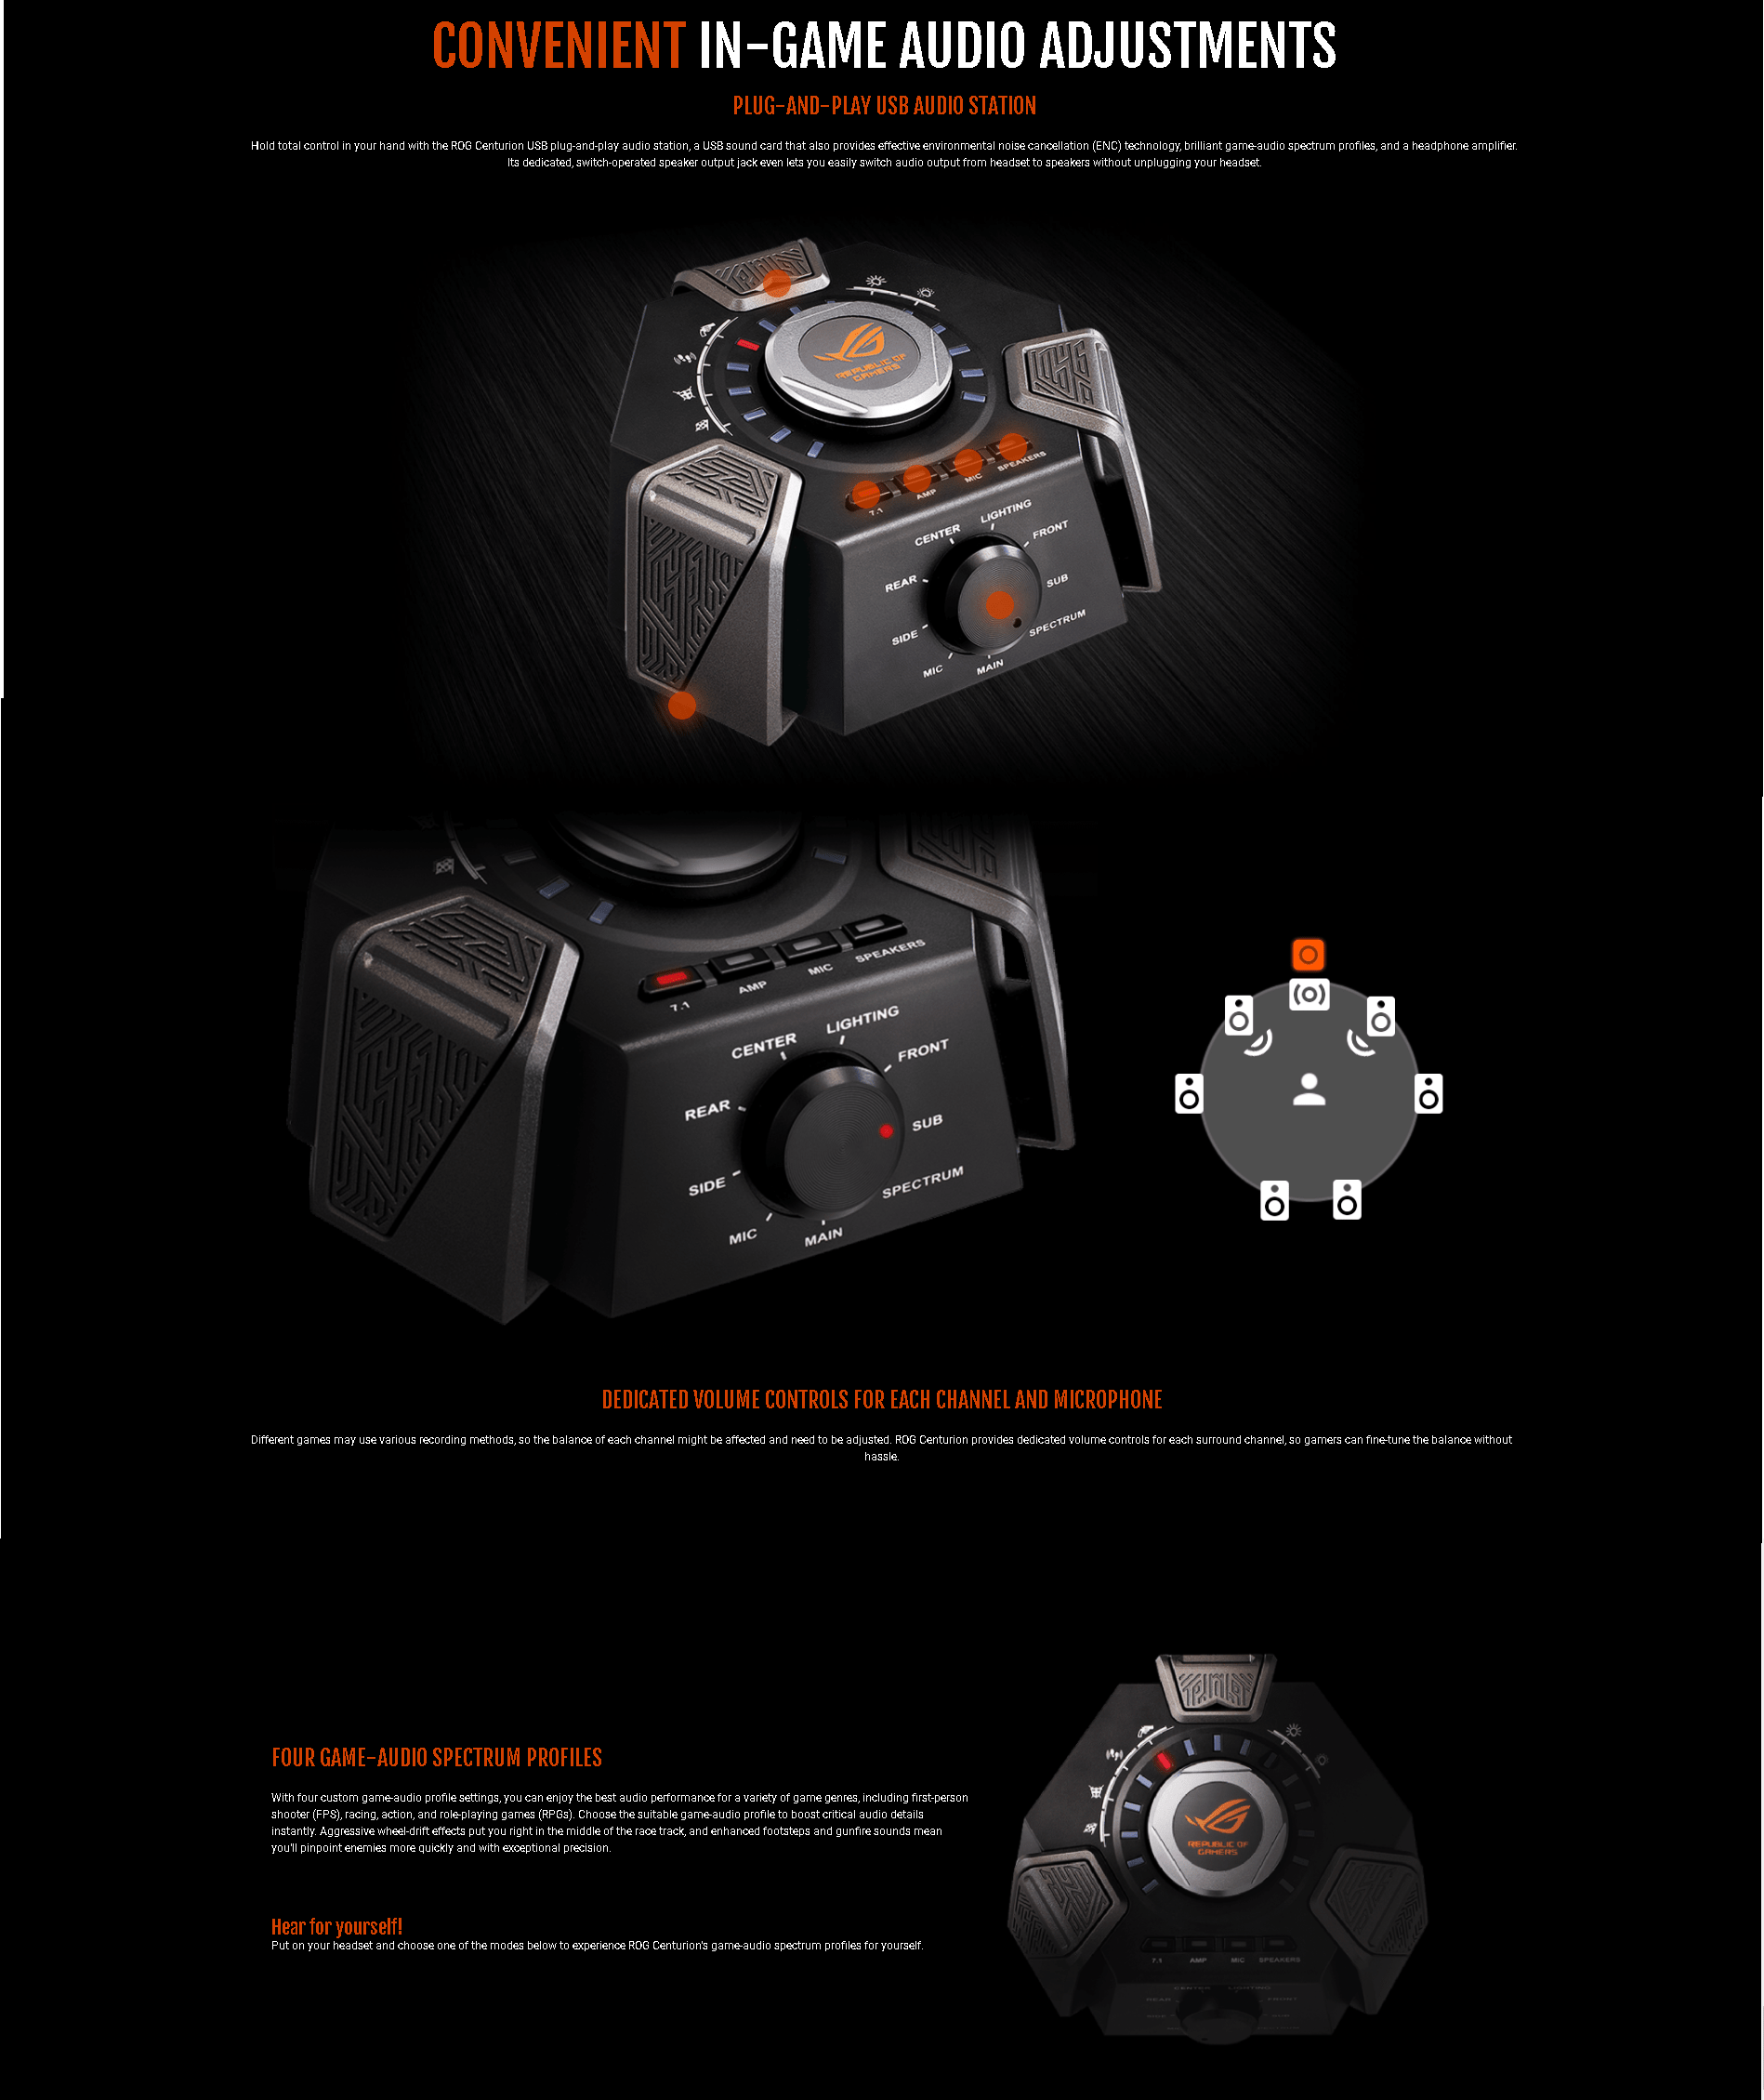 CONVENIENT IN-GAME AUDIO ADJUSTMENTS
PLUG-AND-PLAY USB AUDIO STATION
Hold total control in your hand with the ROG Centurion USB plug-and-play audio station, a USB sound card that also provides effective environmental noise cancellation (ENC) technology, brilliant game-audio spectrum profiles, and a headphone amplifier.
Its dedicated, switch-operated speaker output jack even lets you easily switch audio output from headset to speakers without unplugging your headset.
REPUBLIC OF
GAMERS
7.1
AMP
MIC
SPEAKERS
CENTER
LIGHTING
FRONT
REAR
SUB
SIDE
SPECTRUM
MIC
MAIN
7.1
AMP
MIC
SPEAKERS
CENTER
LIGHTING
FRONT
REAR
SUB
SIDE
SPECTRUM
MIC
MAIN
DEDICATED VOLUME CONTROLS FOR EACH CHANNEL AND MICROPHONE
Different games may use various recording methods, so the balance of each channel might be affected and need to be adjusted. ROG Centurion provides dedicated volume controls for each surround channel, so gamers can fine-tune the balance without
hassle.
FOUR GAME-AUDIO SPECTRUM PROFILES
With four custom game-audio profile settings, you can enjoy the best audio performance for a variety of game genres, including first-person
shooter (FPS), racing, action, and role-playing games (RPGs). Choose the suitable game-audio profile to boost critical audio details
instantly. Aggressive wheel-drift effects put you right in the middle of the race track, and enhanced footsteps and gunfire sounds mean
you'll pinpoint enemies more quickly and with exceptional precision.
Hear for yourself!
Put on your headset and choose one of the modes below to experience ROG Centurion's game-audio spectrum profiles for yourself.
REPUBLIC OF
GAMERS
7.1
AMP
MIC
SPEAKERS